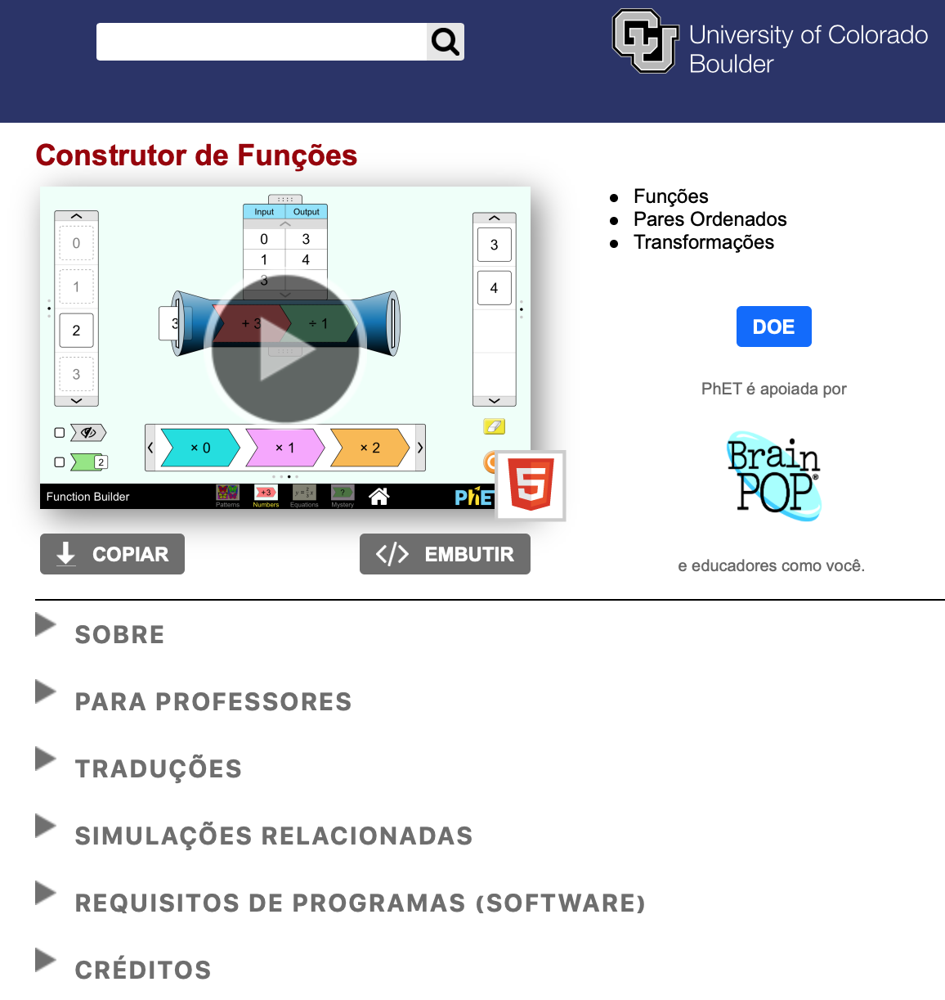 University of Colorado
Boulder
Construtor de Funções
Input Output
0 3
1 4
3
0
1
2
3
3
4
3
+ 3
÷ 1
2
× 0
× 1
× 2
Function Builder
Patterns
+3
Numbers
Equations
?
Mystery
PhET
5
Funções
Pares Ordenados
Transformações
DOE
PhET é apoiada por
Brain
POP®
e educadores como você.
COPIAR
</> EMBUTIR
SOBRE
PARA PROFESSORES
TRADUÇÕES
SIMULAÇÕES RELACIONADAS
REQUISITOS DE PROGRAMAS (SOFTWARE)
CRÉDITOS